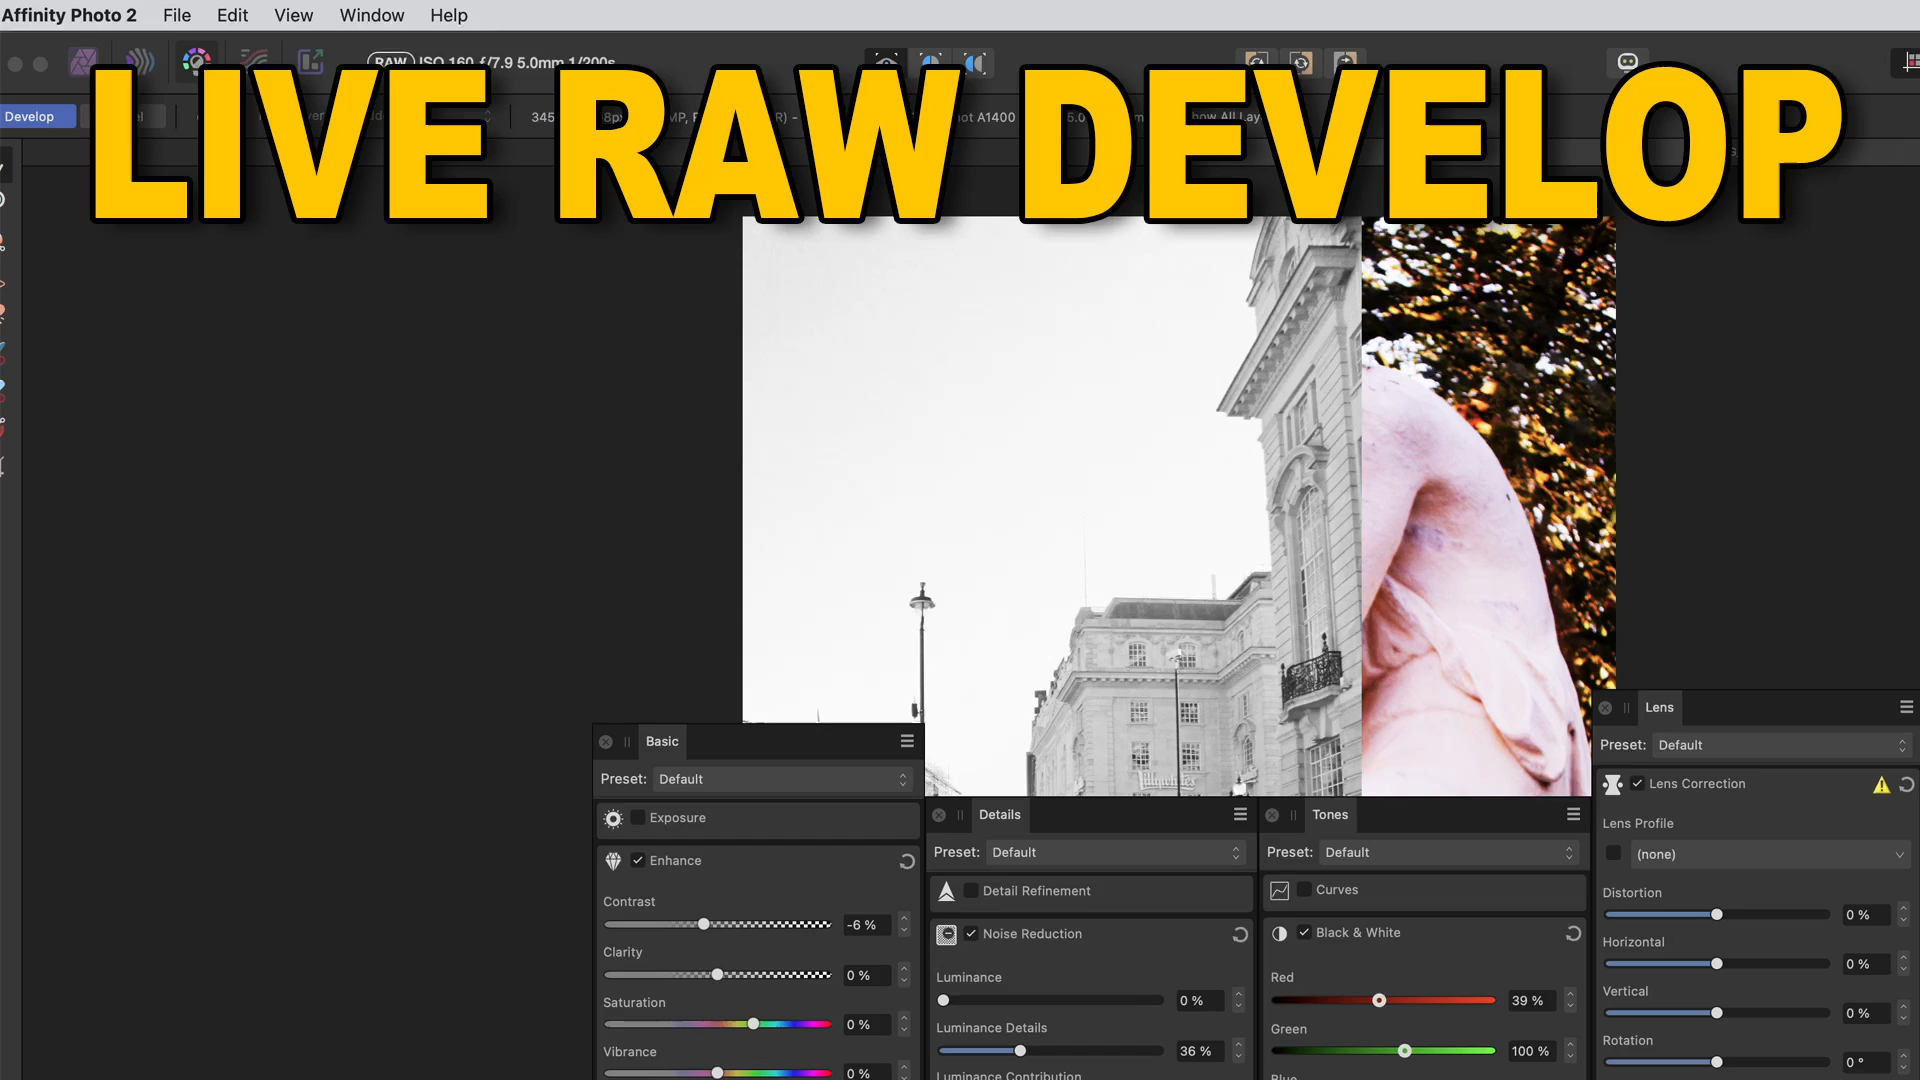 Affinity Photo 2 File Edit View Window Help
RAW ISO 160 ƒ/7.9 5.0mm 1/200s
LIVE RAW DEVELOP
Develop
Lens
Preset: Default
Lens Correction
Lens Profile
(none)
Distortion
0 %
Horizontal
0 %
Vertical
0 %
Rotation
0 °
Basic
Preset: Default
Exposure
Enhance
Contrast
-6 %
Clarity
0 %
Saturation
0 %
Vibrance
0 %
Details
Preset: Default
Detail Refinement
Noise Reduction
Luminance
0 %
Luminance Details
36 %
Luminance Contribution
Tones
Preset: Default
Curves
Black & White
Red
39 %
Green
100 %
Blue